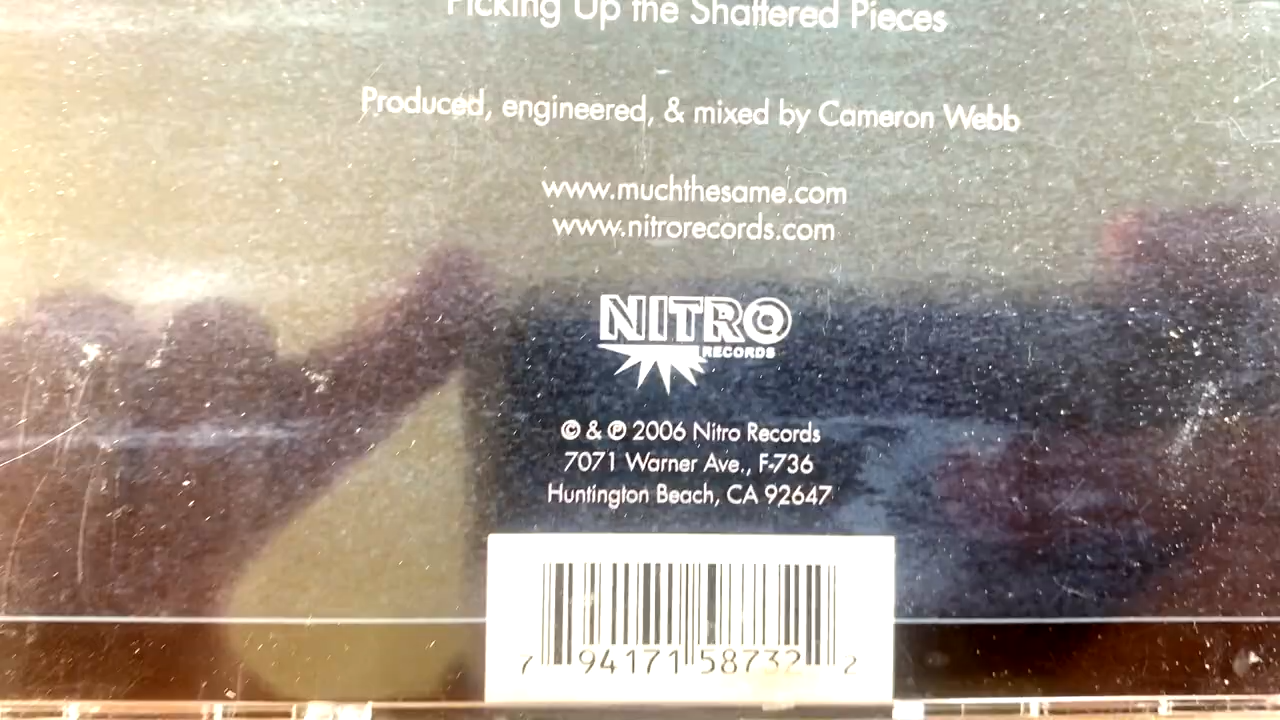 Picking Up the Shattered Pieces
Produced, engineered, & mixed by Cameron Webb
www.muchthesame.com
www.nitrorecords.com
NITRO
RECORDS
© & ℗ 2006 Nitro Records
7071 Warner Ave., F-736
Huntington Beach, CA 92647
7 94171 58732 2